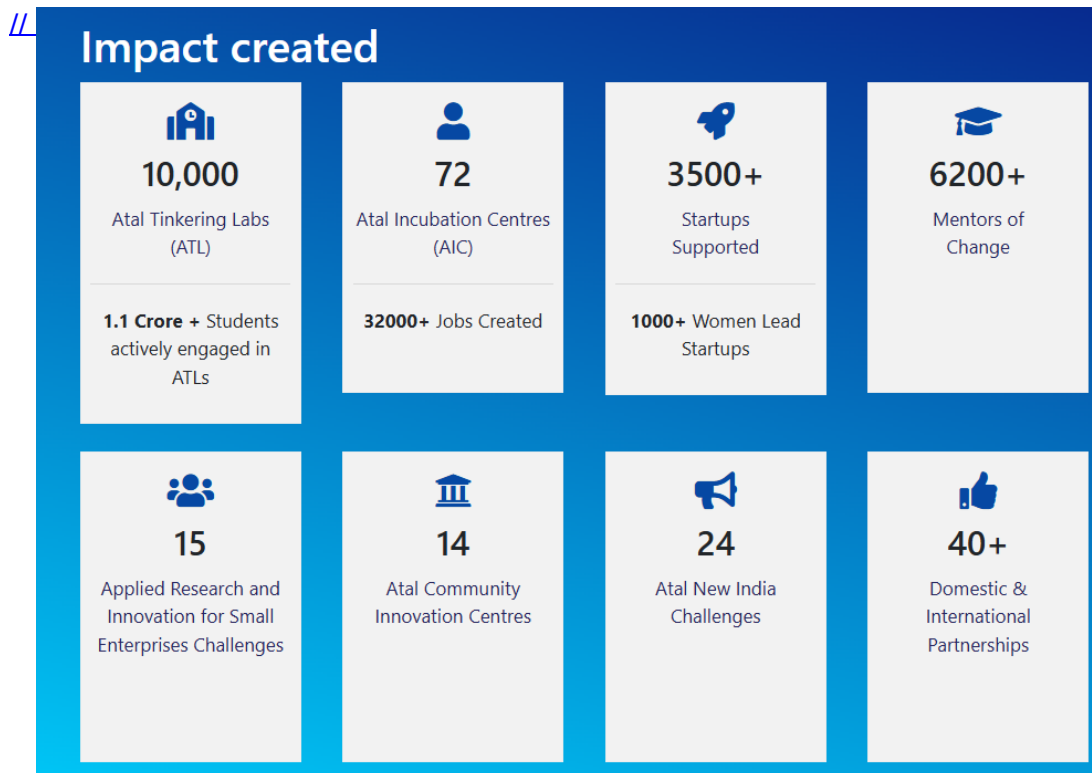 //
Impact created
10,000
Atal Tinkering Labs
(ATL)
1.1 Crore + Students
actively engaged in
ATLs
72
Atal Incubation Centres
(AIC)
32000+ Jobs Created
3500+
Startups
Supported
1000+ Women Lead
Startups
6200+
Mentors of
Change
15
Applied Research and
Innovation for Small
Enterprises Challenges
14
Atal Community
Innovation Centres
24
Atal New India
Challenges
40+
Domestic &
International
Partnerships